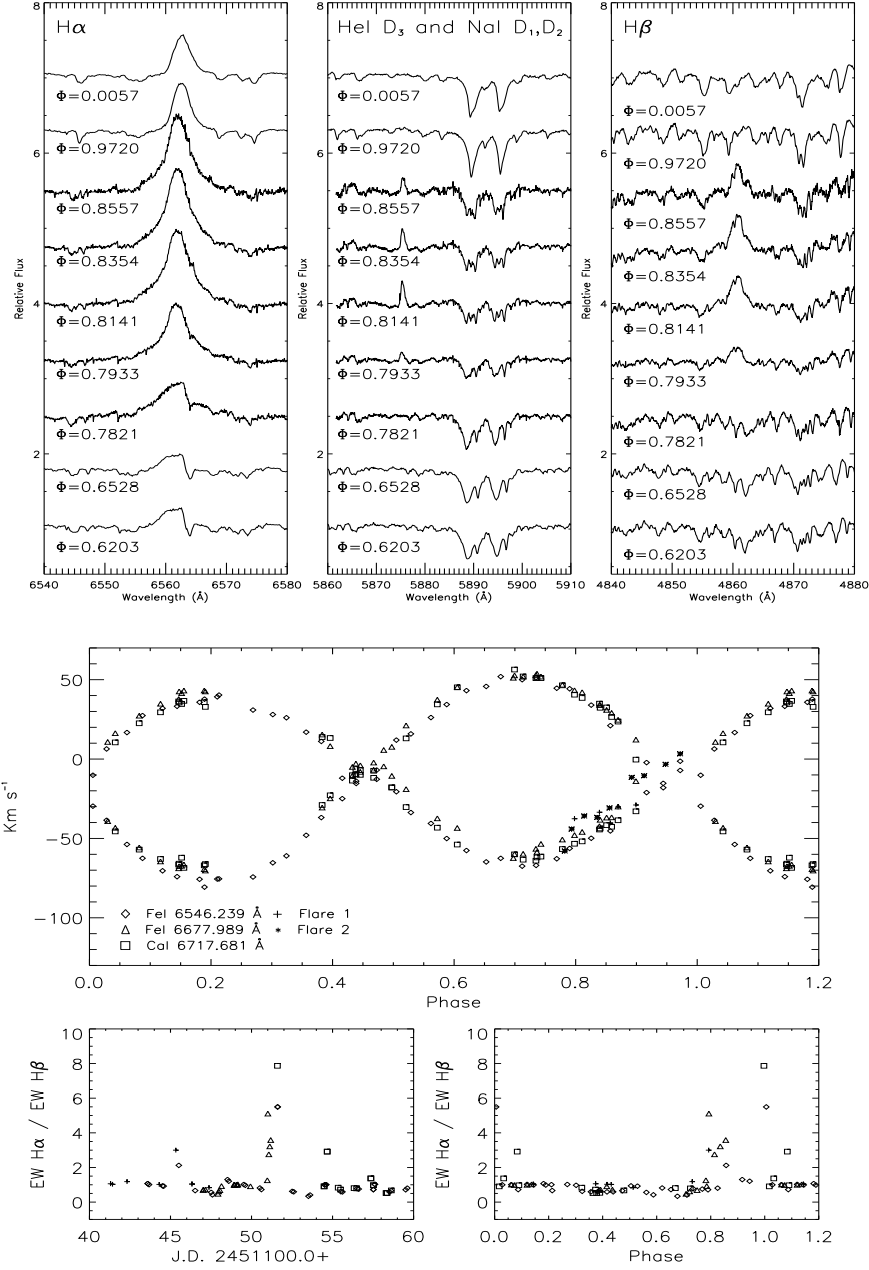 Hα
8
6
4
2
Relative Flux
Φ=0.0057
Φ=0.9720
Φ=0.8557
Φ=0.8354
Φ=0.8141
Φ=0.7933
Φ=0.7821
Φ=0.6528
Φ=0.6203
6540 6550 6560 6570 6580
Wavelength (Å)
HeI D3 and NaI D1,D2
8
6
4
2
Relative Flux
Φ=0.0057
Φ=0.9720
Φ=0.8557
Φ=0.8354
Φ=0.8141
Φ=0.7933
Φ=0.7821
Φ=0.6528
Φ=0.6203
5860 5870 5880 5890 5900 5910
Wavelength (Å)
Hβ
8
6
4
2
Relative Flux
Φ=0.0057
Φ=0.9720
Φ=0.8557
Φ=0.8354
Φ=0.8141
Φ=0.7933
Φ=0.7821
Φ=0.6528
Φ=0.6203
4840 4850 4860 4870 4880
Wavelength (Å)
50
0
−50
−100
Km s−1
FeI 6546.239 Å + Flare 1
FeI 6677.989 Å * Flare 2
CaI 6717.681 Å
0.0 0.2 0.4 0.6 0.8 1.0 1.2
Phase
EW Hα / EW Hβ
10
8
6
4
2
0
40 45 50 55 60
J.D. 2451100.0+
EW Hα / EW Hβ
10
8
6
4
2
0
0.0 0.2 0.4 0.6 0.8 1.0 1.2
Phase